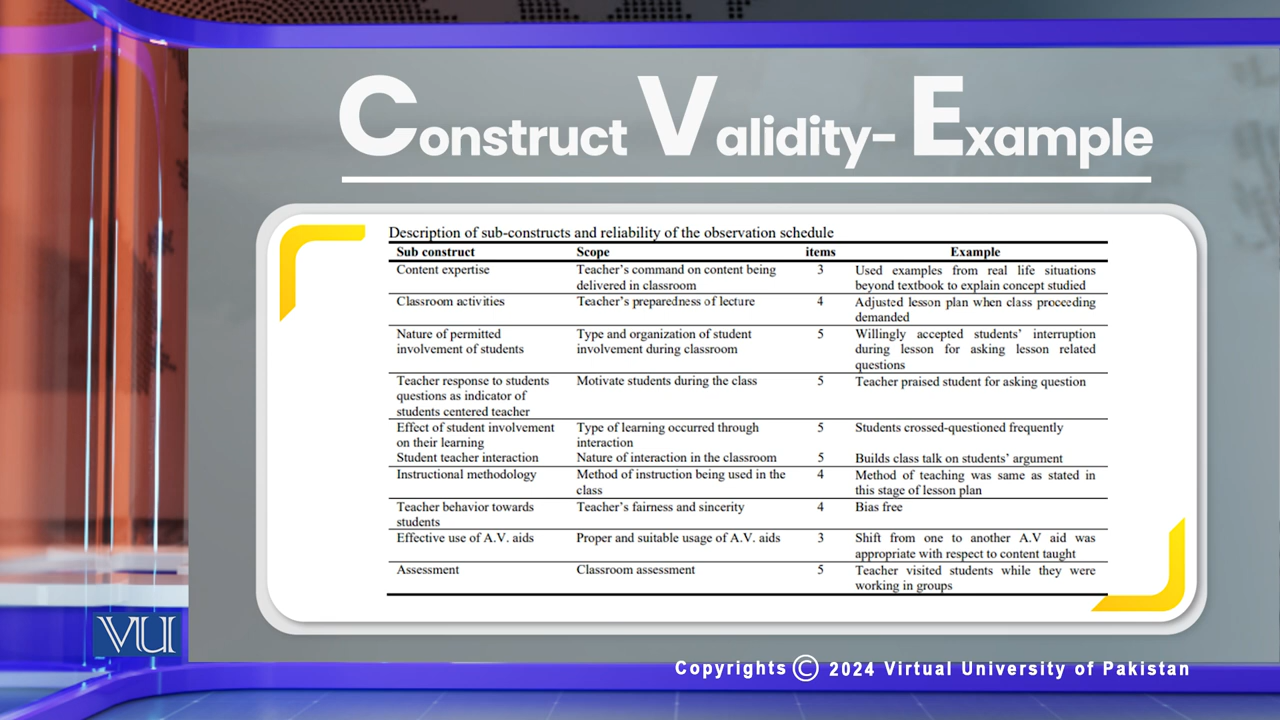 Construct Validity- Example
Description of sub-constructs and reliability of the observation schedule
Sub construct Scope items Example
Content expertise Teacher's command on content being 3 Used examples from real life situations
delivered in classroom beyond textbook to explain concept studied
Classroom activities Teacher's preparedness of lecture 4 Adjusted lesson plan when class proceeding
demanded
Nature of permitted Type and organization of student 5 Willingly accepted students' interruption
involvement of students involvement during classroom during lesson for asking lesson related
questions
Teacher response to students Motivate students during the class 5 Teacher praised student for asking question
questions as indicator of
students centered teacher
Effect of student involvement Type of learning occurred through 5 Students crossed-questioned frequently
on their learning interaction
Student teacher interaction Nature of interaction in the classroom 5 Builds class talk on students' argument
Instructional methodology Method of instruction being used in the 4 Method of teaching was same as stated in
class this stage of lesson plan
Teacher behavior towards Teacher's fairness and sincerity 4 Bias free
students
Effective use of A.V. aids Proper and suitable usage of A.V. aids 3 Shift from one to another A.V aid was
appropriate with respect to content taught
Assessment Classroom assessment 5 Teacher visited students while they were
working in groups
VU
Copyrights © 2024 Virtual University of Pakistan